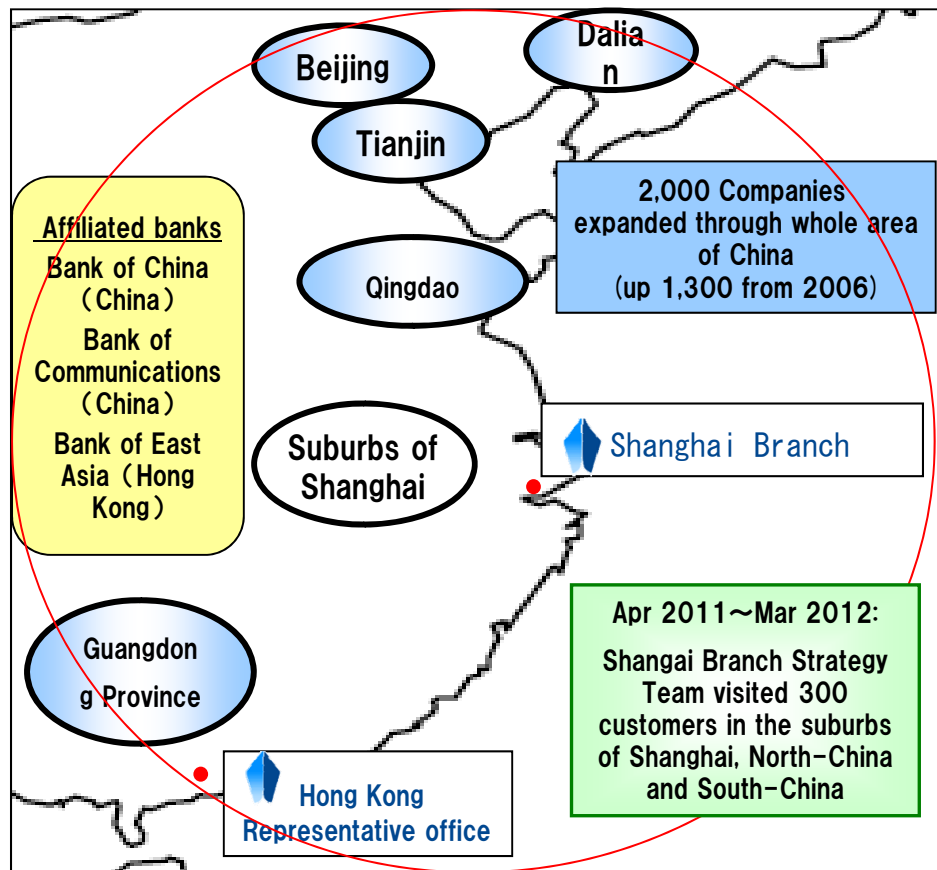 Beijing
Dalia
n
Tianjin
2,000 Companies
expanded through whole area
of China
(up 1,300 from 2006)
Affiliated banks
Bank of China
(China)
Bank of
Communications
(China)
Bank of East
Asia (Hong
Kong)
Qingdao
Suburbs of
Shanghai
Shanghai Branch
Apr 2011～Mar 2012:
Shangai Branch Strategy
Team visited 300
customers in the suburbs
of Shanghai, North-China
and South-China
Guangdon
g Province
Hong Kong
Representative office